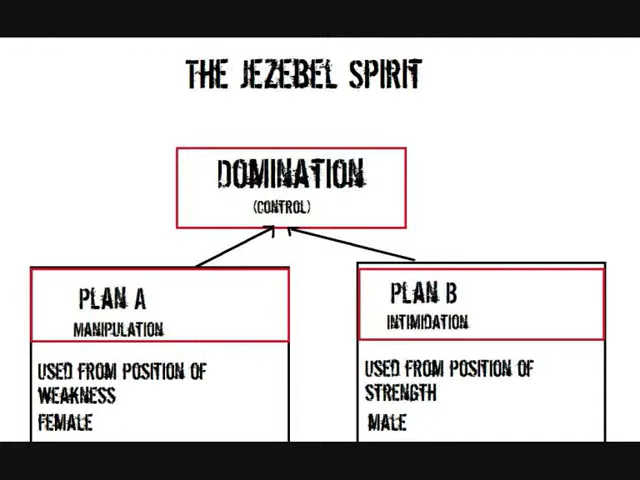 THE JEZEBEL SPIRIT
DOMINATION
(CONTROL)
PLAN A
MANIPULATION
USED FROM POSITION OF
WEAKNESS
FEMALE
PLAN B
INTIMIDATION
USED FROM POSITION OF
STRENGTH
MALE